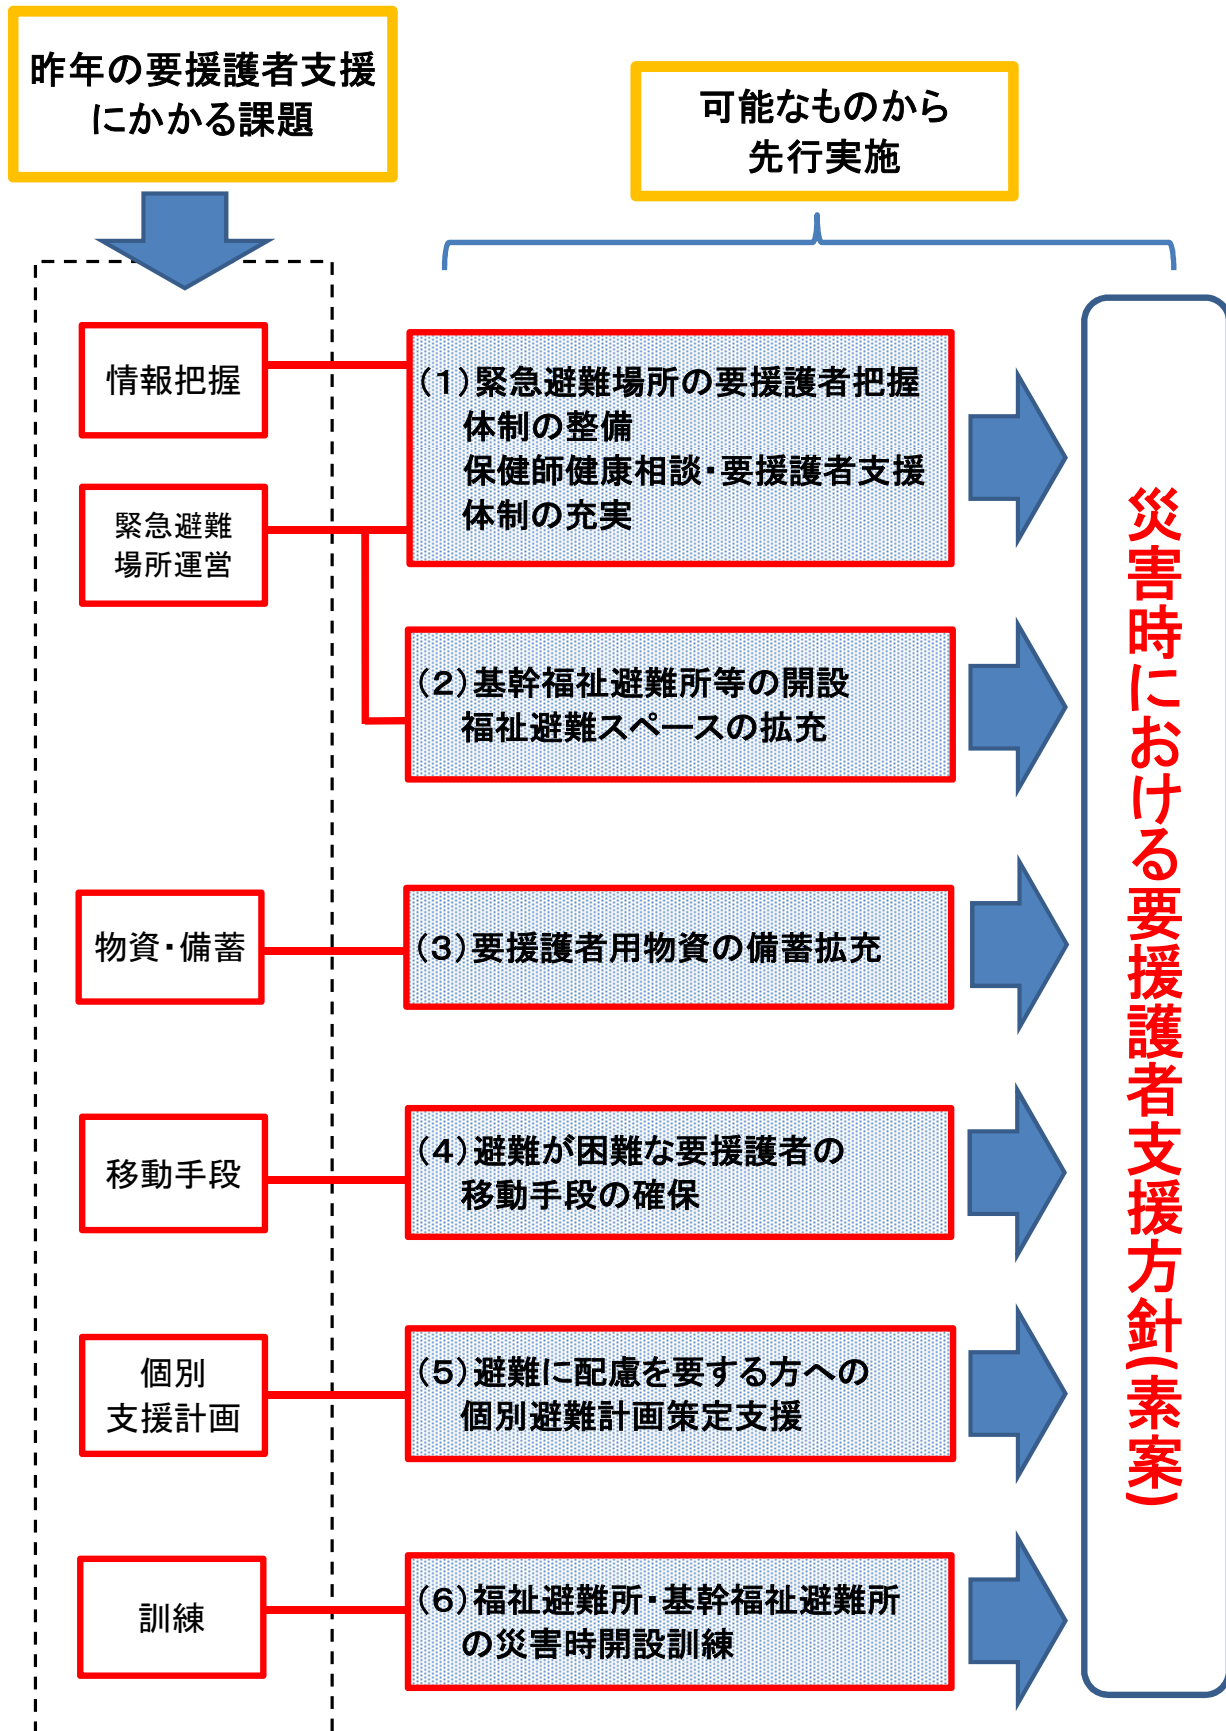 昨年の要援護者支援
にかかる課題
可能なものから
先行実施
情報把握
緊急避難
場所運営
(1)緊急避難場所の要援護者把握
体制の整備
保健師健康相談・要援護者支援
体制の充実
(2)基幹福祉避難所等の開設
福祉避難スペースの拡充
物資・備蓄
(3)要援護者用物資の備蓄拡充
移動手段
(4)避難が困難な要援護者の
移動手段の確保
個別
支援計画
(5)避難に配慮を要する方への
個別避難計画策定支援
訓練
(6)福祉避難所・基幹福祉避難所
の災害時開設訓練
災害時における要援護者支援方針(素案)